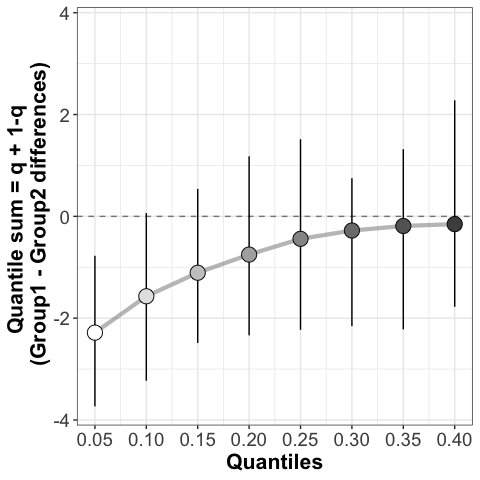 Quantile sum = q + 1-q
(Group1 - Group2 differences)
4
2
0
-2
-4
0.05 0.10 0.15 0.20 0.25 0.30 0.35 0.40
Quantiles